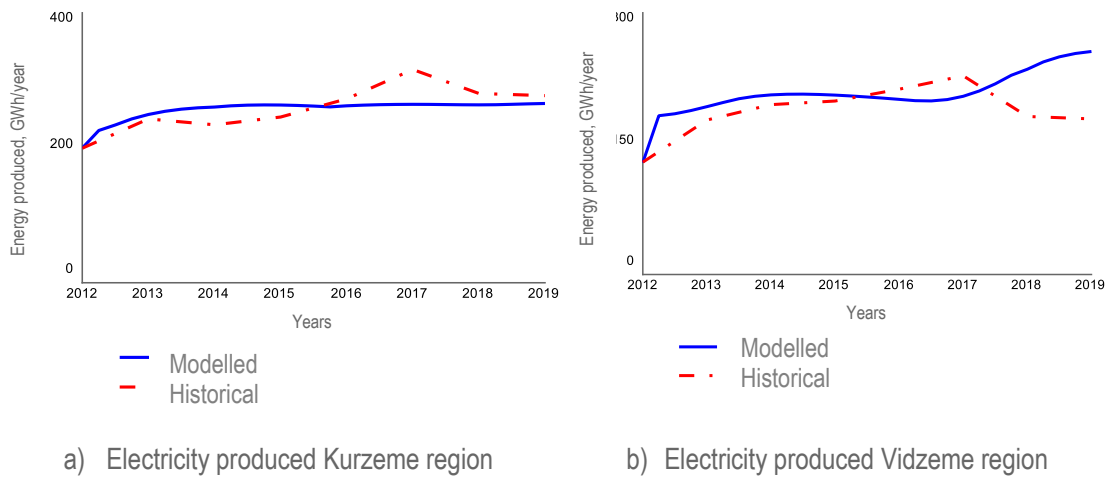 400
200
0
Energy produced, GWh/year
2012 2013 2014 2015 2016 2017 2018 2019
Years
Modelled
Historical
a) Electricity produced Kurzeme region
300
150
Energy produced, GWh/year
2012 2013 2014 2015 2016 2017 2018 2019
Years
Modelled
Historical
b) Electricity produced Vidzeme region